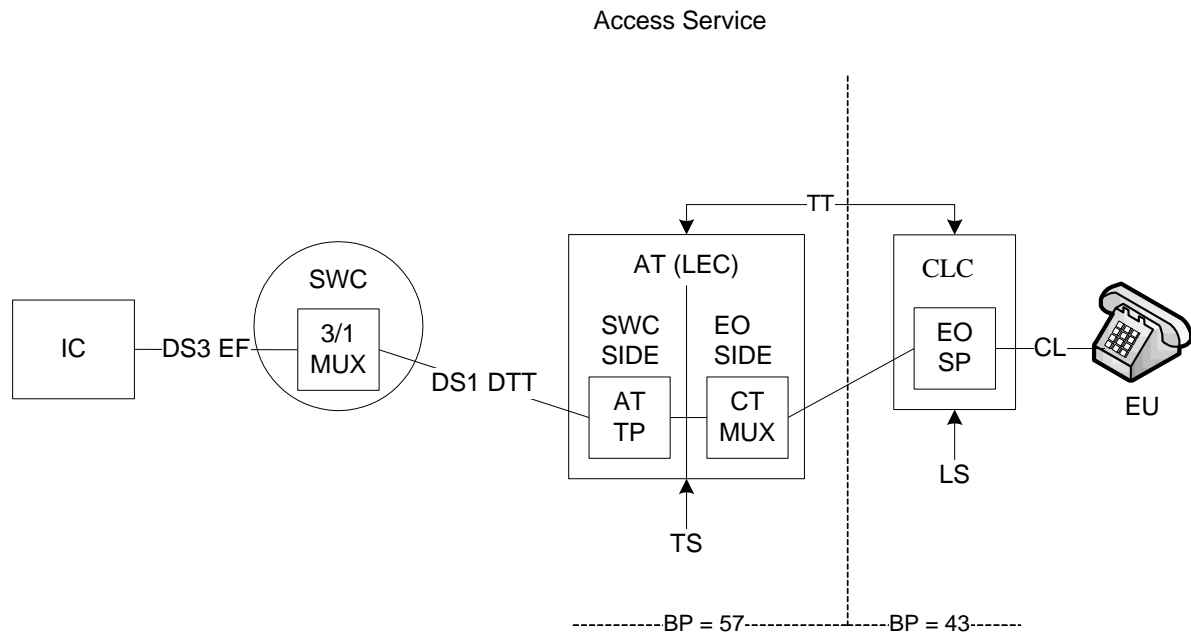 Access Service
TT
AT (LEC)
CLC
SWC
SWC
SIDE
EO
SIDE
IC
DS3 EF
3/1
MUX
DS1 DTT
AT
TP
CT
MUX
EO
SP
CL
EU
LS
TS
BP = 57
BP = 43